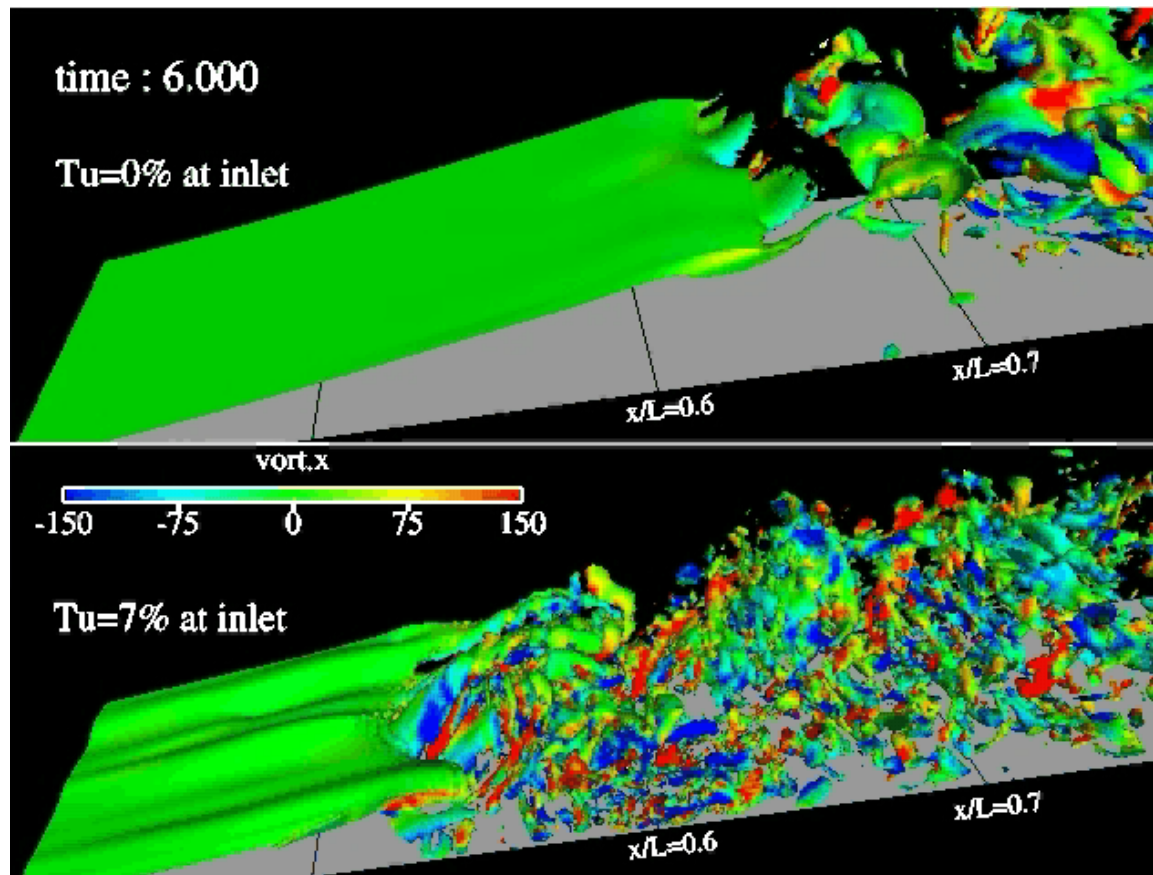 time : 6.000
Tu=0% at inlet
x/L=0.7
x/L=0.6
vort.x
-150 -75 0 75 150
Tu=7% at inlet
x/L=0.7
x/L=0.6